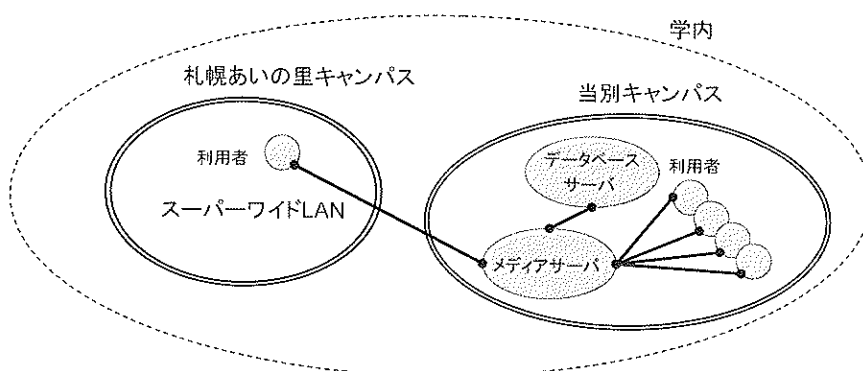 学内
札幌あいの里キャンパス
当別キャンパス
利用者
スーパーワイドLAN
データベース
サーバ
利用者
メディアサーバ